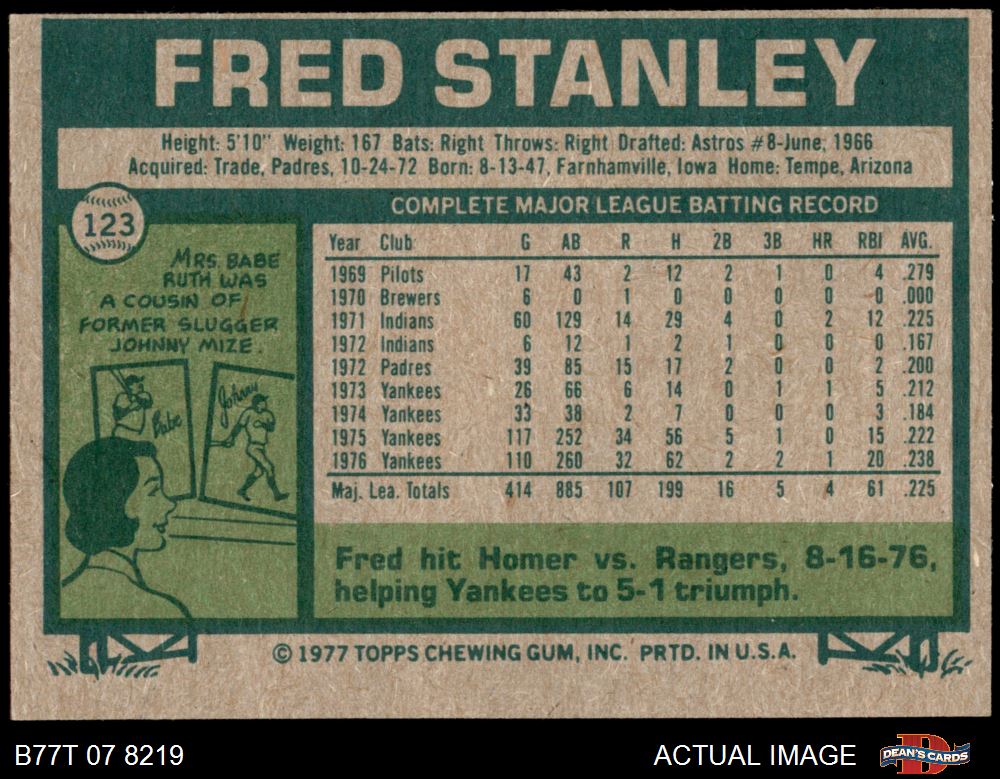 FRED STANLEY
Height: 5'10" Weight: 167 Bats: Right Throws: Right Drafted: Astros #8-June, 1966
Acquired: Trade, Padres, 10-24-72 Born: 8-13-47, Farnhamville, Iowa Home: Tempe, Arizona
123
MRS. BABE
RUTH WAS
A COUSIN OF
FORMER SLUGGER
JOHNNY MIZE.
Babe
Johnny
COMPLETE MAJOR LEAGUE BATTING RECORD
Year Club G AB R H 2B 3B HR RBI AVG.
1969 Pilots 17 43 2 12 2 1 0 4 .279
1970 Brewers 6 0 1 0 0 0 0 0 .000
1971 Indians 60 129 14 29 4 0 2 12 .225
1972 Indians 6 12 1 2 1 0 0 0 .167
1972 Padres 39 85 15 17 2 0 0 2 .200
1973 Yankees 26 66 6 14 0 1 1 5 .212
1974 Yankees 33 38 2 7 0 0 0 3 .184
1975 Yankees 117 252 34 56 5 1 0 15 .222
1976 Yankees 110 260 32 62 2 2 1 20 .238
Maj. Lea. Totals 414 885 107 199 16 5 4 61 .225
Fred hit Homer vs. Rangers, 8-16-76,
helping Yankees to 5-1 triumph.
© 1977 TOPPS CHEWING GUM, INC. PRTD. IN U.S.A.
B77T 07 8219
ACTUAL IMAGE
D
DEAN'S CARDS